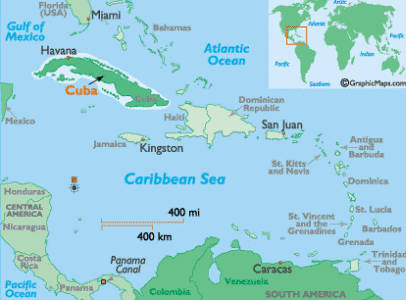 Florida
(USA)
Miami
Gulf of
Mexico
Bahamas
Atlantic
Ocean
Havana
Cuba
Cuba
Mexico
Haiti
Dominican
Republic
San Juan
Jamaica
Kingston
Antigua
and
Barbuda
St. Kitts
and Nevis
Dominica
Caribbean Sea
St. Lucia
St. Vincent
and the
Grenadines
Barbados
Grenada
Honduras
CENTRAL
AMERICA
Nicaragua
400 mi
400 km
Costa
Rica
Panama
Canal
Panama
Pacific
Ocean
Colombia
Caracas
Venezuela
SOUTH AMERICA
Trinidad
and
Tobago
Arctic
Atlantic
Pacific
Indian
Pacific
Southern
©GraphicMaps.com